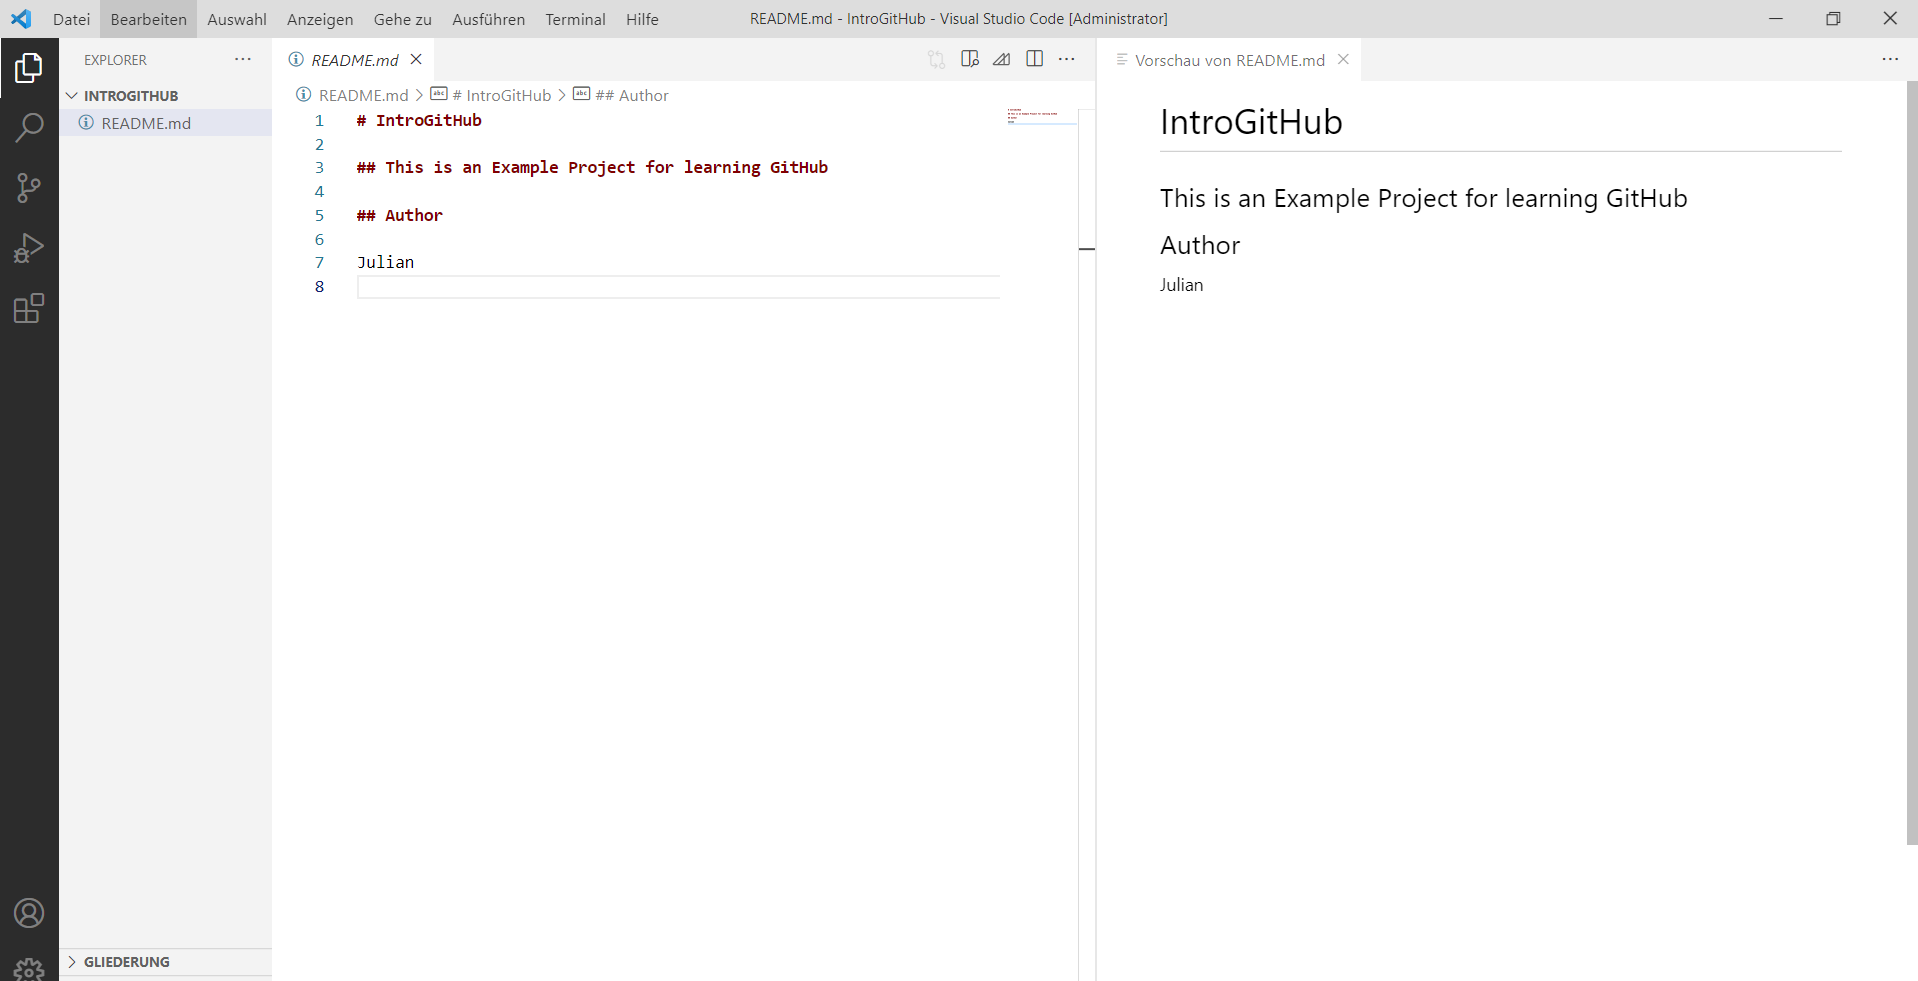 Datei Bearbeiten Auswahl Anzeigen Gehe zu Ausführen Terminal Hilfe README.md - IntroGitHub - Visual Studio Code [Administrator]
EXPLORER
INTROGITHUB
README.md
GLIEDERUNG
README.md
README.md > # IntroGitHub > ## Author
1 # IntroGitHub
2
3 ## This is an Example Project for learning GitHub
4
5 ## Author
6
7 Julian
8
Vorschau von README.md
IntroGitHub
This is an Example Project for learning GitHub
Author
Julian